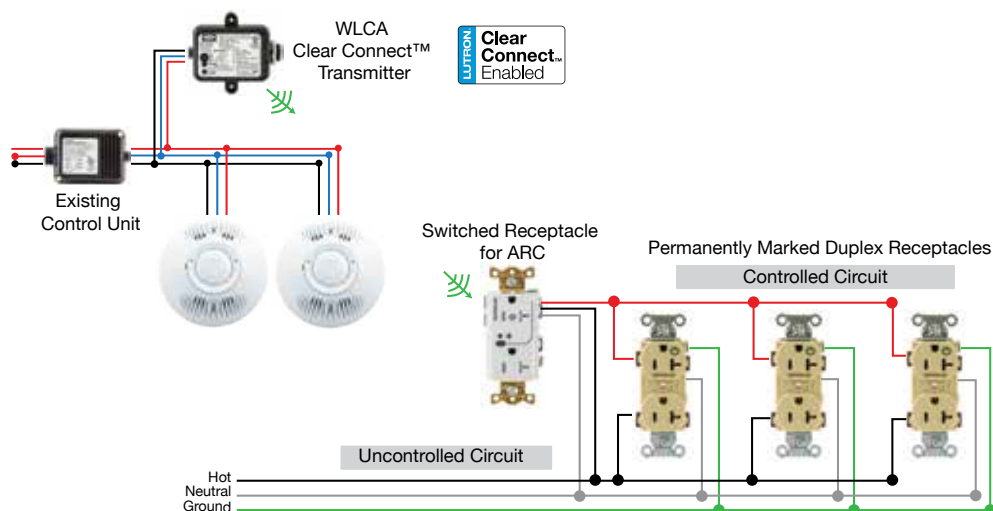 WLCA
Clear Connect™
Transmitter
LUTRON.
Clear
Connect™
Enabled
Existing
Control Unit
Switched Receptacle
for ARC
Permanently Marked Duplex Receptacles
Controlled Circuit
Uncontrolled Circuit
Hot
Neutral
Ground